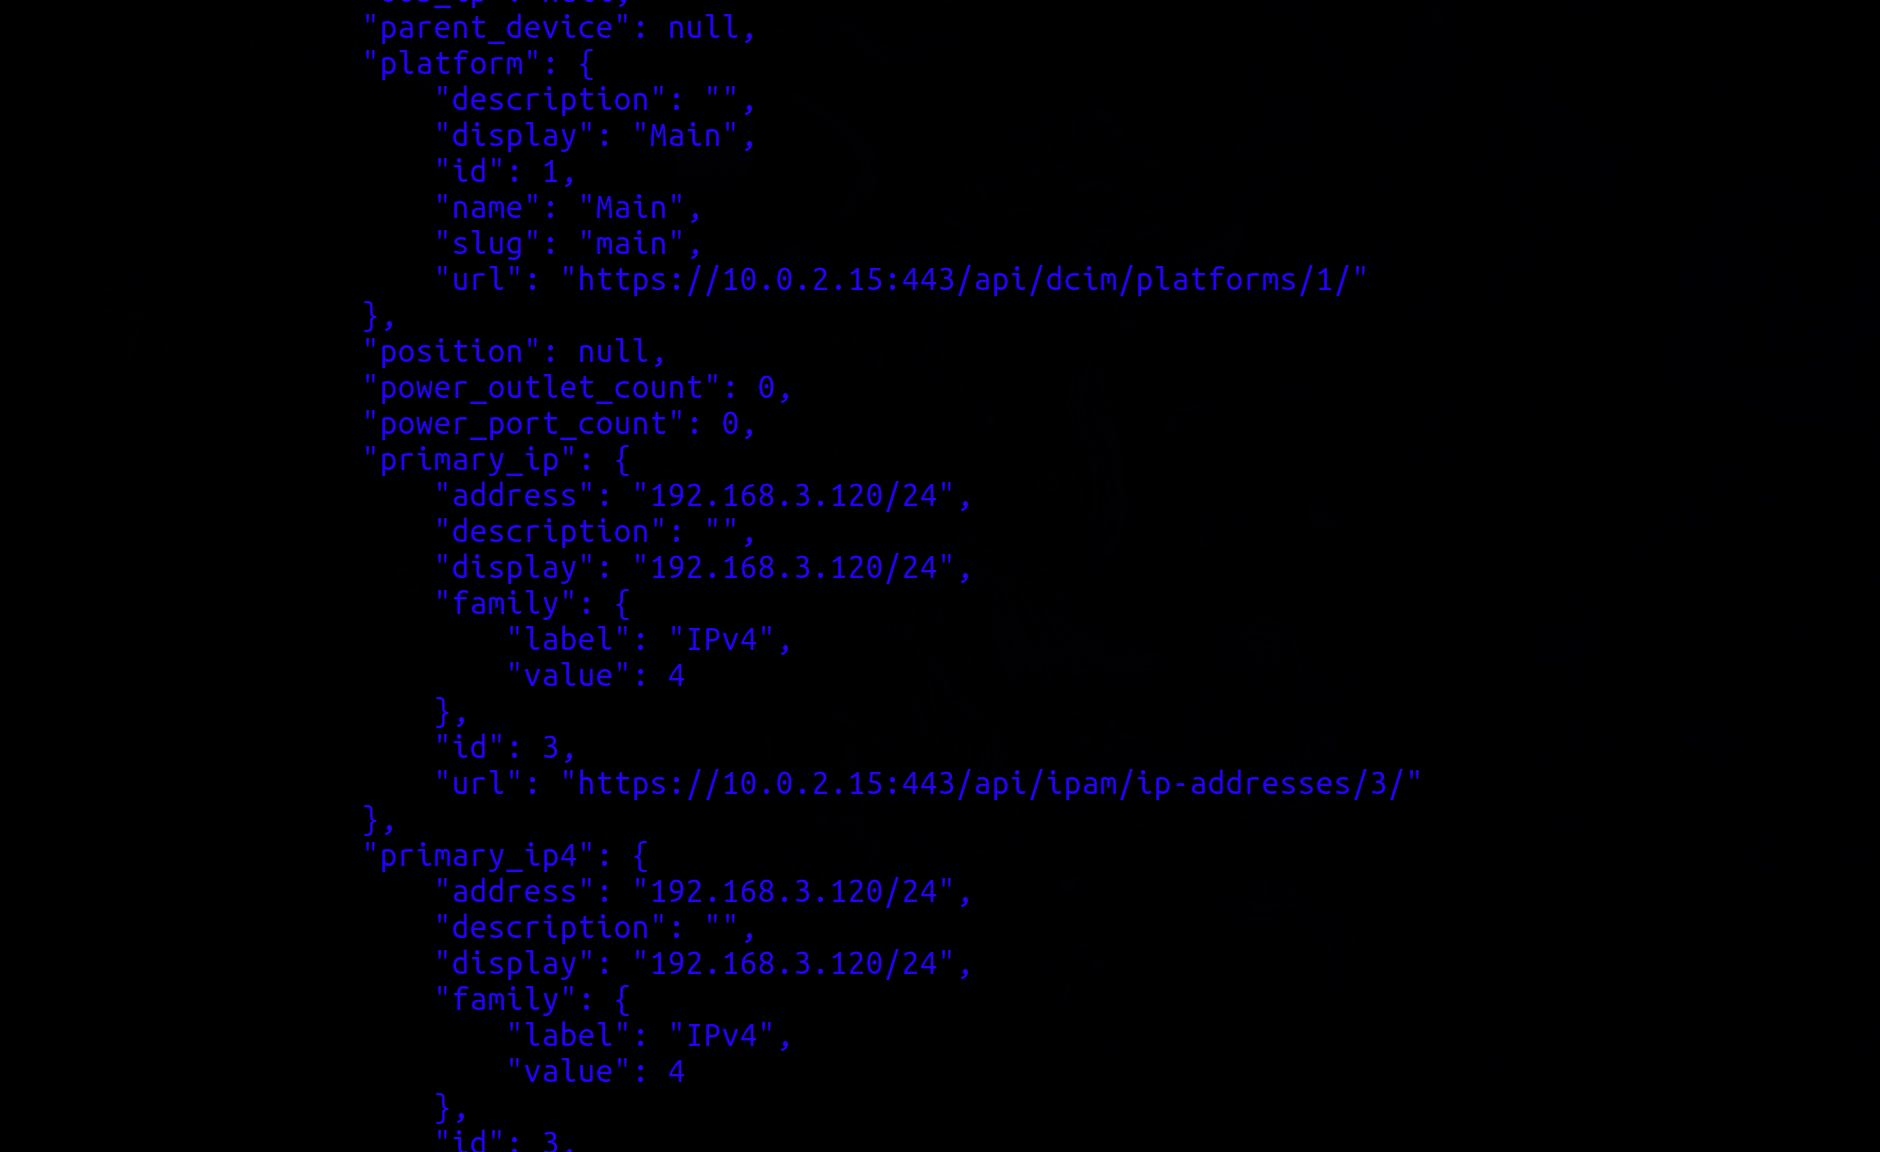 "parent_device": null,
"platform": {
"description": "",
"display": "Main",
"id": 1,
"name": "Main",
"slug": "main",
"url": "https://10.0.2.15:443/api/dcim/platforms/1/"
},
"position": null,
"power_outlet_count": 0,
"power_port_count": 0,
"primary_ip": {
"address": "192.168.3.120/24",
"description": "",
"display": "192.168.3.120/24",
"family": {
"label": "IPv4",
"value": 4
},
"id": 3,
"url": "https://10.0.2.15:443/api/ipam/ip-addresses/3/"
},
"primary_ip4": {
"address": "192.168.3.120/24",
"description": "",
"display": "192.168.3.120/24",
"family": {
"label": "IPv4",
"value": 4
},
"id": 3,